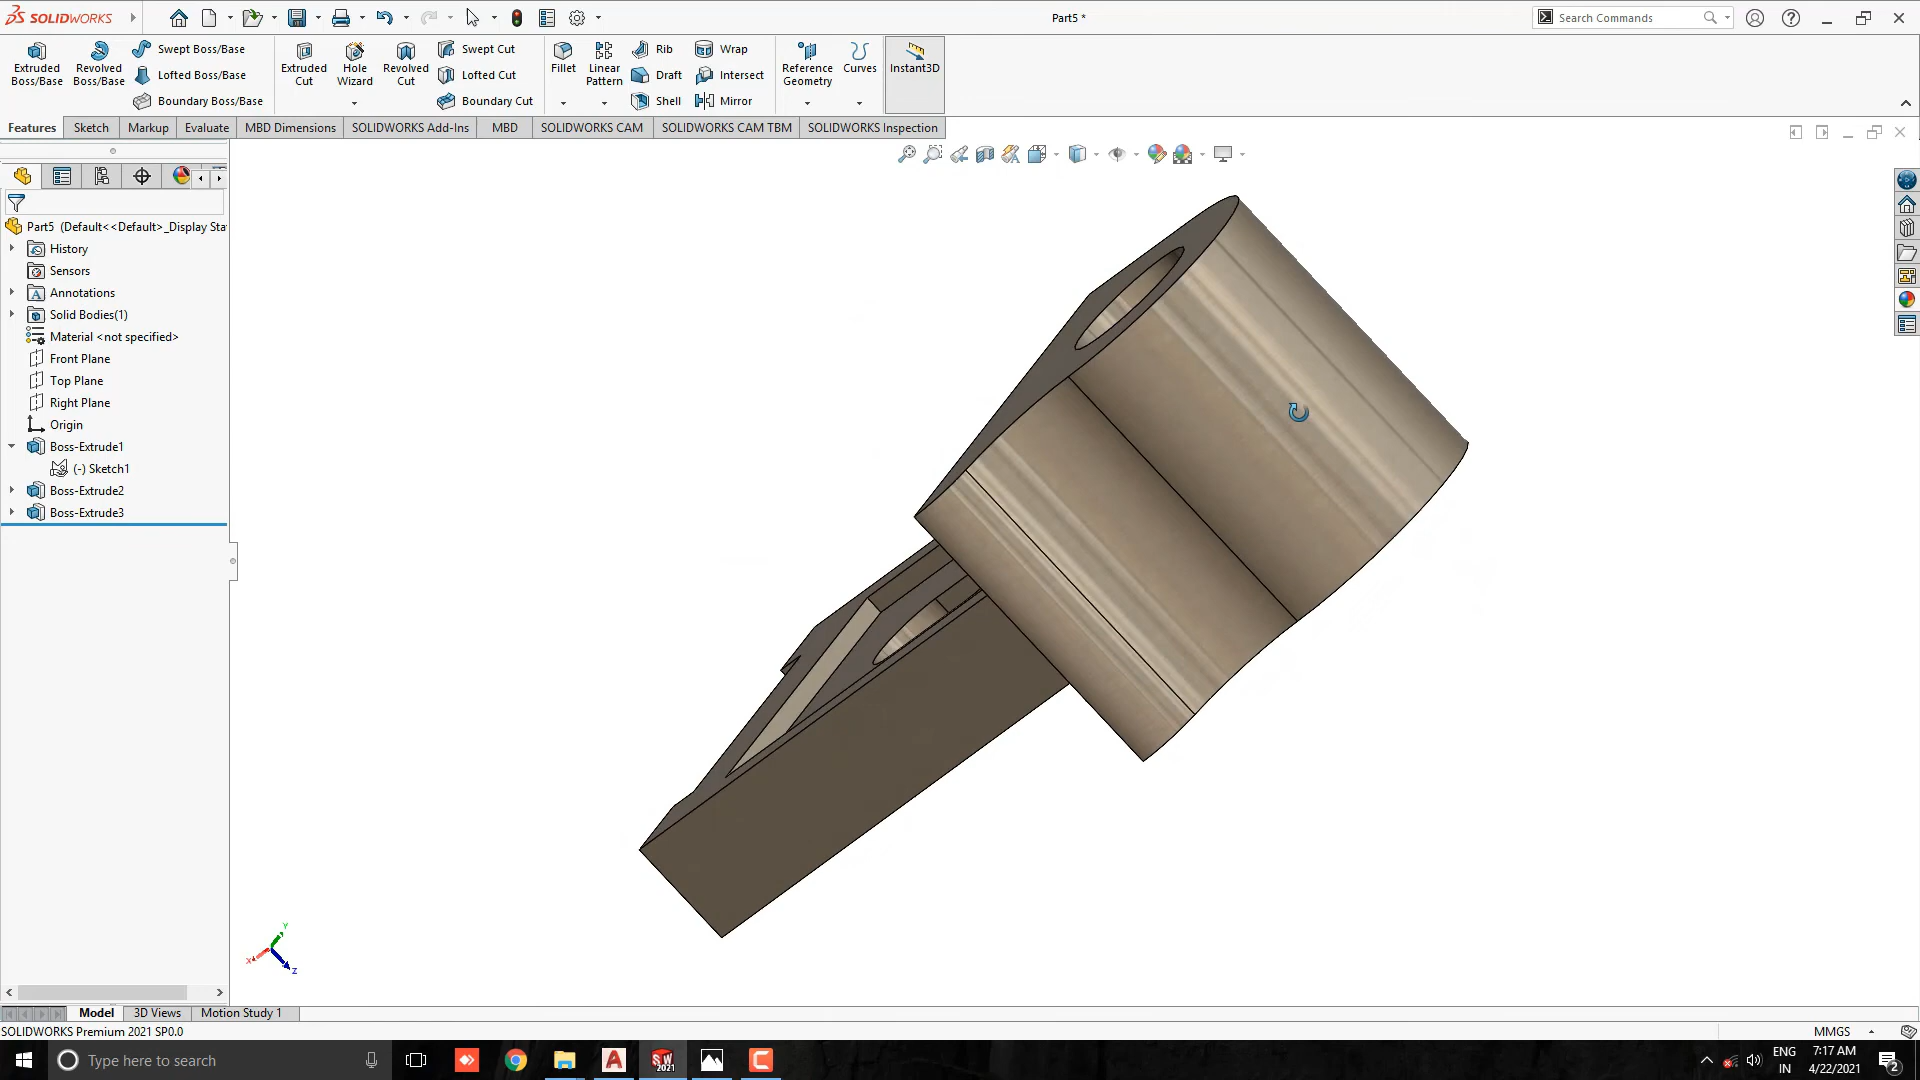 SOLIDWORKS
Part5 *
Search Commands
Extruded Boss/Base
Revolved Boss/Base
Swept Boss/Base
Lofted Boss/Base
Boundary Boss/Base
Extruded Cut
Hole Wizard
Revolved Cut
Swept Cut
Lofted Cut
Boundary Cut
Fillet
Linear Pattern
Rib
Draft
Shell
Wrap
Intersect
Mirror
Reference Geometry
Curves
Instant3D
Features
Sketch
Markup
Evaluate
MBD Dimensions
SOLIDWORKS Add-Ins
MBD
SOLIDWORKS CAM
SOLIDWORKS CAM TBM
SOLIDWORKS Inspection
Part5 (Default<<Default>_Display Sta
History
Sensors
Annotations
Solid Bodies(1)
Material <not specified>
Front Plane
Top Plane
Right Plane
Origin
Boss-Extrude1
(-) Sketch1
Boss-Extrude2
Boss-Extrude3
Y
X
Z
Model
3D Views
Motion Study 1
SOLIDWORKS Premium 2021 SP0.0
MMGS
Type here to search
SW
2021
ENG
IN
7:17 AM
4/22/2021
2